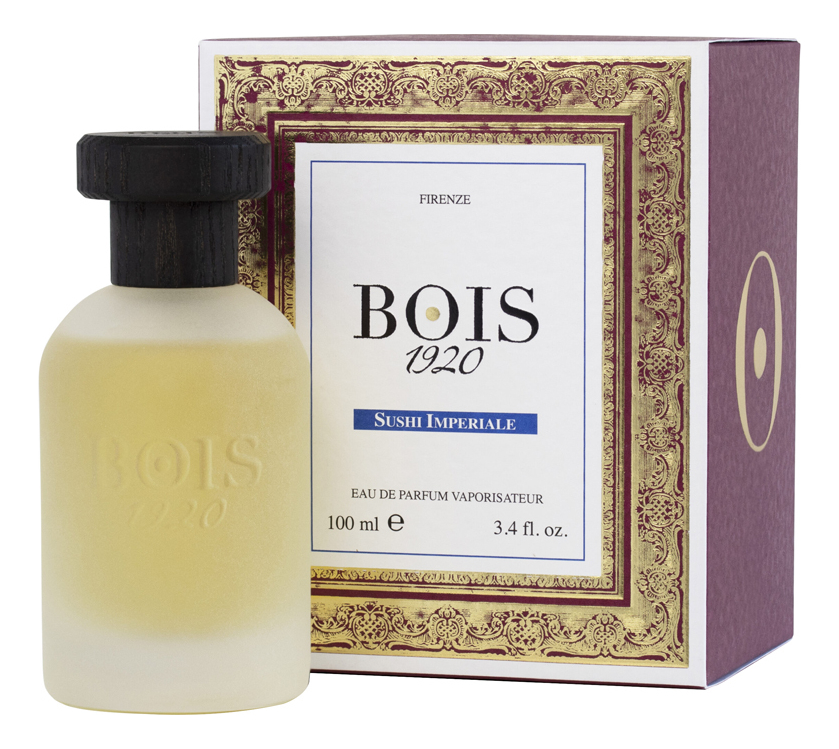 FIRENZE
BOIS
1920
SUSHI IMPERIALE
EAU DE PARFUM VAPORISATEUR
100 ml ℮ 3.4 fl. oz.
BOIS
1920